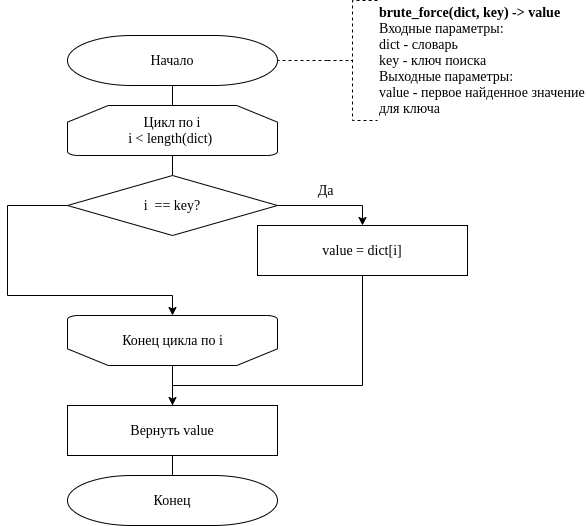 brute_force(dict, key) -> value
Входные параметры:
dict - словарь
key - ключ поиска
Выходные параметры:
value - первое найденное значение
для ключа
Начало
Цикл по i
i < length(dict)
i == key?
Да
value = dict[i]
Конец цикла по i
Вернуть value
Конец